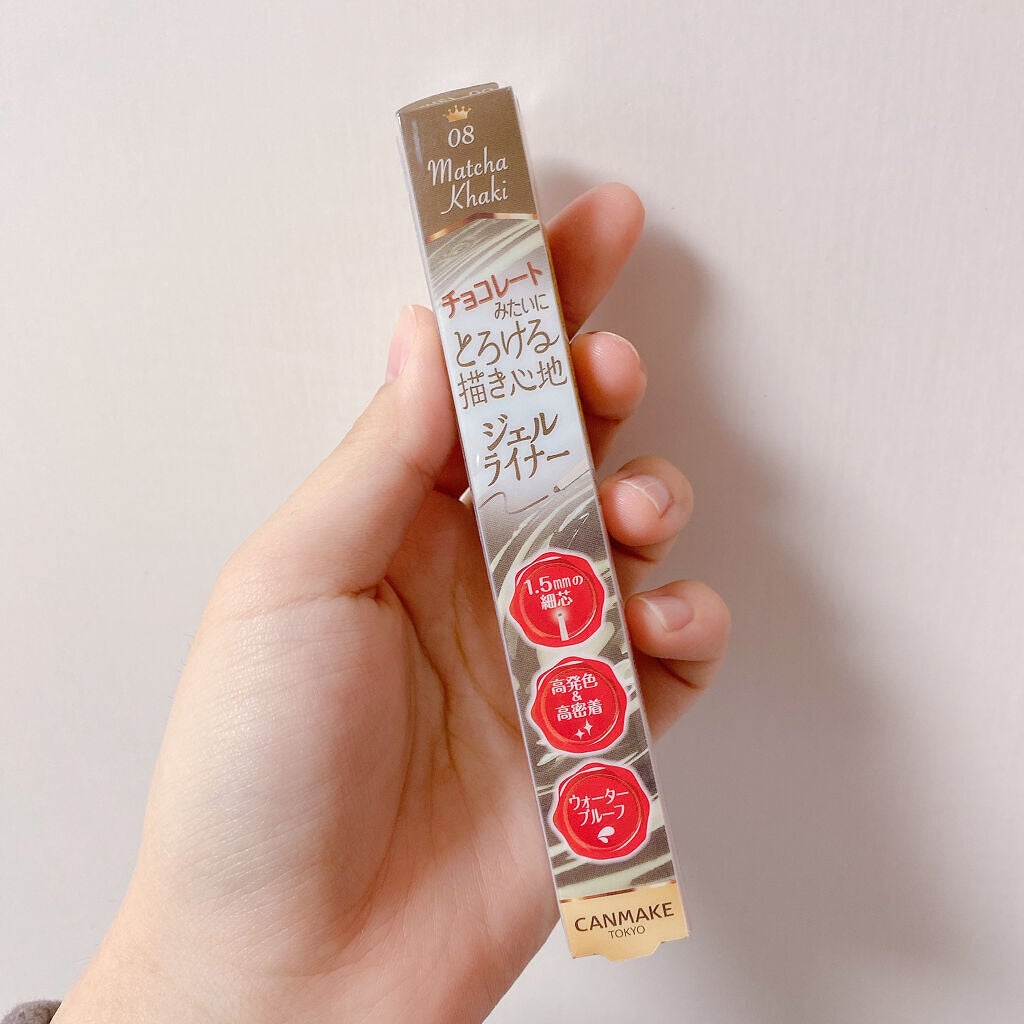 08
Matcha
Khaki
チョコレート
みたいに
とろける
描き心地
ジェル
ライナー
1.5mmの
細芯
高発色
&
高密着
ウォーター
プルーフ
CANMAKE
TOKYO